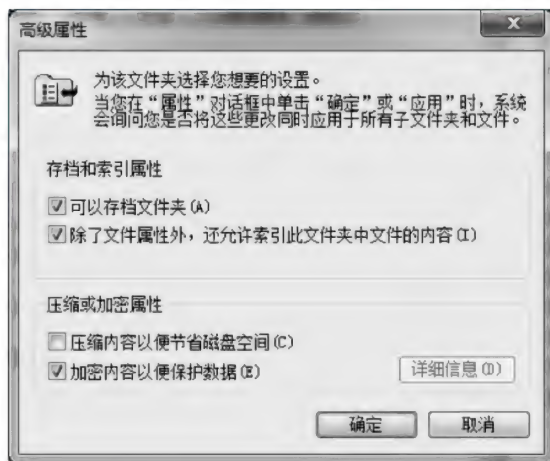 高级属性
为该文件夹选择您想要的设置。
当您在“属性”对话框中单击“确定”或“应用”时，系统
会询问您是否将这些更改同时应用于所有子文件夹和文件。
存档和索引属性
可以存档文件夹(A)
除了文件属性外，还允许索引此文件夹中文件的内容(I)
压缩或加密属性
压缩内容以便节省磁盘空间(C)
加密内容以便保护数据(E)
详细信息(D)
确定
取消